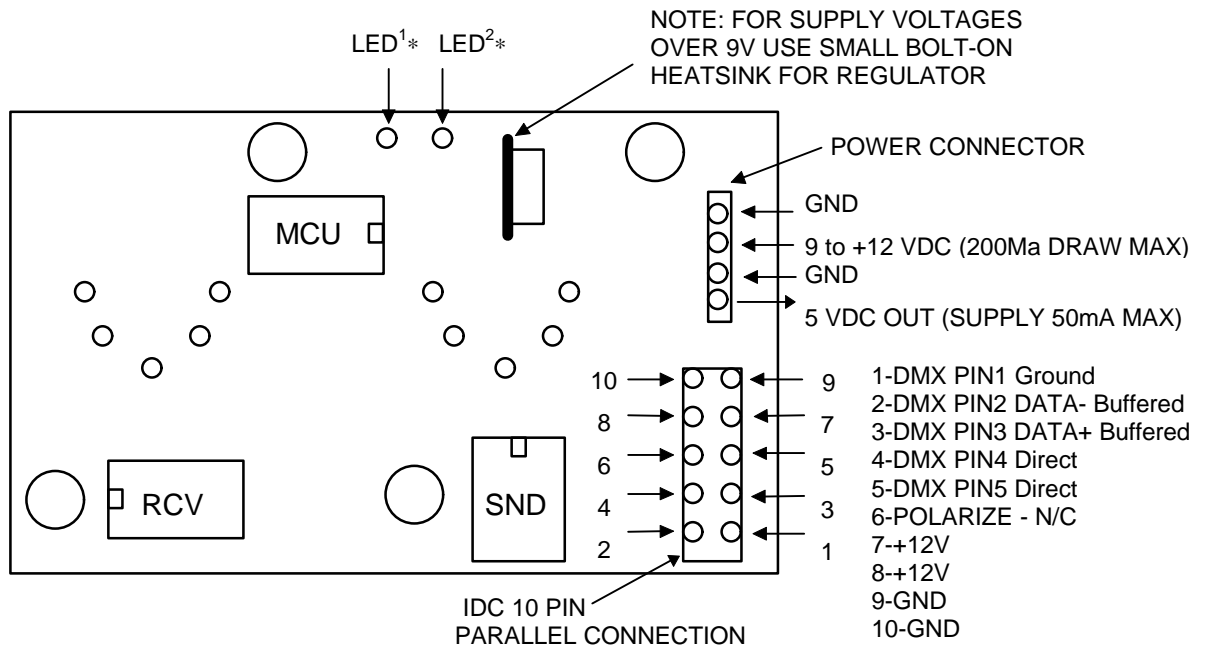 NOTE: FOR SUPPLY VOLTAGES
OVER 9V USE SMALL BOLT-ON
HEATSINK FOR REGULATOR
LED¹* LED²*
POWER CONNECTOR
GND
9 to +12 VDC (200Ma DRAW MAX)
GND
5 VDC OUT (SUPPLY 50mA MAX)
MCU
RCV
SND
10
8
6
4
2
9
7
5
3
1
1-DMX PIN1 Ground
2-DMX PIN2 DATA- Buffered
3-DMX PIN3 DATA+ Buffered
4-DMX PIN4 Direct
5-DMX PIN5 Direct
6-POLARIZE - N/C
7-+12V
8-+12V
9-GND
10-GND
IDC 10 PIN
PARALLEL CONNECTION